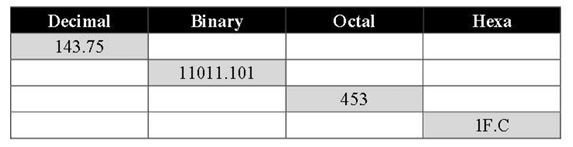 Decimal Binary Octal Hexa
143.75
11011.101
453
1F.C